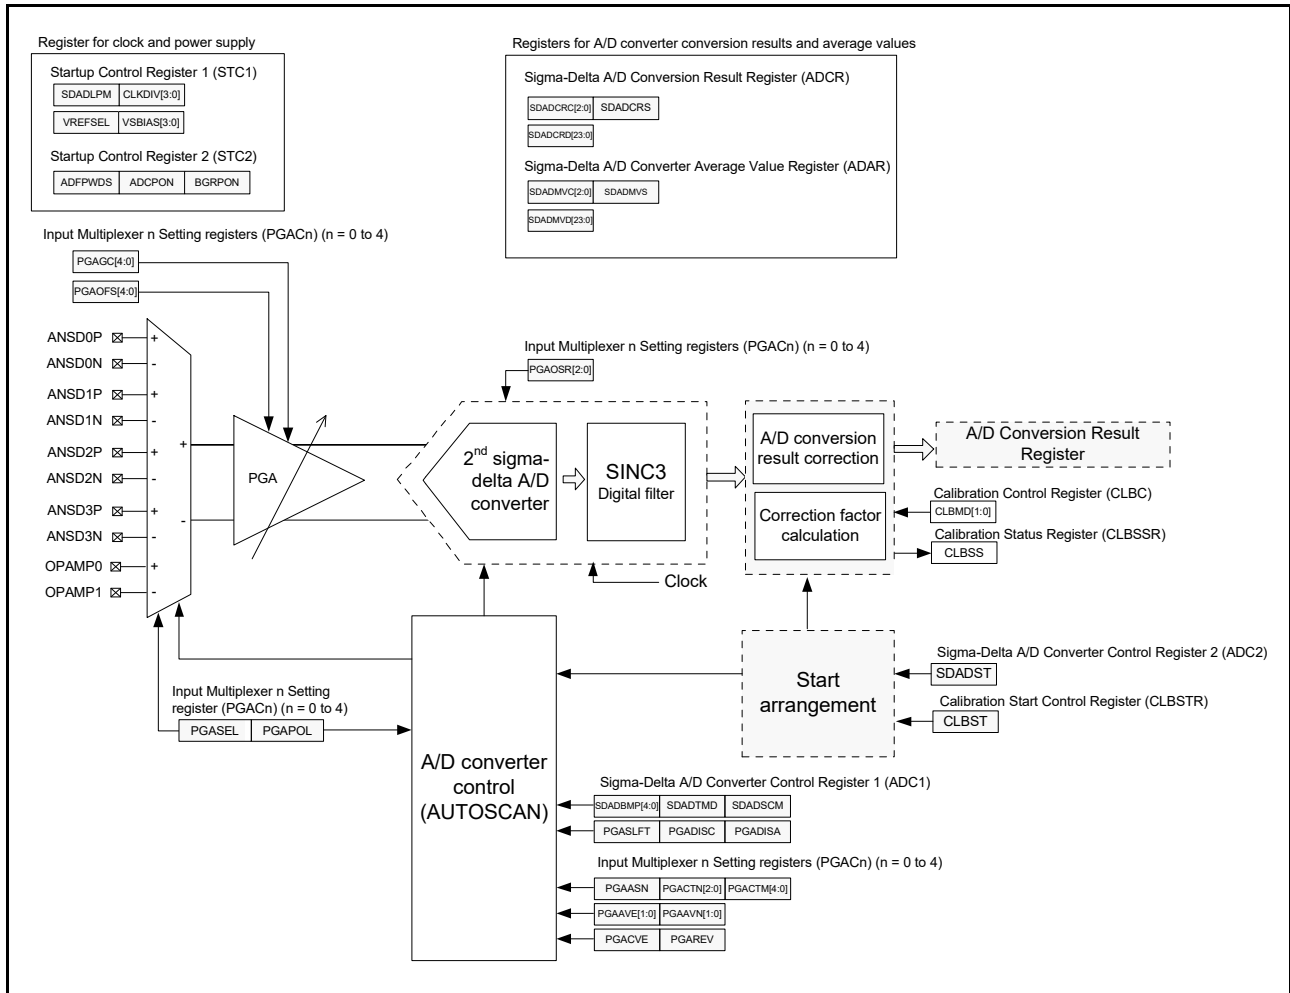 Register for clock and power supply
Startup Control Register 1 (STC1)
SDADLPM CLKDIV[3:0]
VREFSEL VSBIAS[3:0]
Startup Control Register 2 (STC2)
ADFPWDS ADCPON BGRPON
Registers for A/D converter conversion results and average values
Sigma-Delta A/D Conversion Result Register (ADCR)
SDADCRC[2:0] SDADCRS
SDADCRD[23:0]
Sigma-Delta A/D Converter Average Value Register (ADAR)
SDADMVC[2:0] SDADMVS
SDADMVD[23:0]
Input Multiplexer n Setting registers (PGACn) (n = 0 to 4)
PGAGC[4:0]
PGAOFS[4:0]
ANSD0P +
ANSD0N -
ANSD1P +
ANSD1N -
ANSD2P +
ANSD2N -
ANSD3P +
ANSD3N -
OPAMP0 +
OPAMP1 -
+
-
PGA
Input Multiplexer n Setting registers (PGACn) (n = 0 to 4)
PGAOSR[2:0]
2nd sigma-
delta A/D
converter
SINC3
Digital filter
Clock
A/D conversion
result correction
Correction factor
calculation
A/D Conversion Result
Register
Calibration Control Register (CLBC)
CLBMD[1:0]
Calibration Status Register (CLBSSR)
CLBSS
Start
arrangement
Sigma-Delta A/D Converter Control Register 2 (ADC2)
SDADST
Calibration Start Control Register (CLBSTR)
CLBST
Input Multiplexer n Setting
register (PGACn) (n = 0 to 4)
PGASEL PGAPOL
A/D converter
control
(AUTOSCAN)
Sigma-Delta A/D Converter Control Register 1 (ADC1)
SDADBMP[4:0] SDADTMD SDADSCM
PGASLFT PGADISC PGADISA
Input Multiplexer n Setting registers (PGACn) (n = 0 to 4)
PGAASN PGACTN[2:0] PGACTM[4:0]
PGAAVE[1:0] PGAAVN[1:0]
PGACVE PGAREV